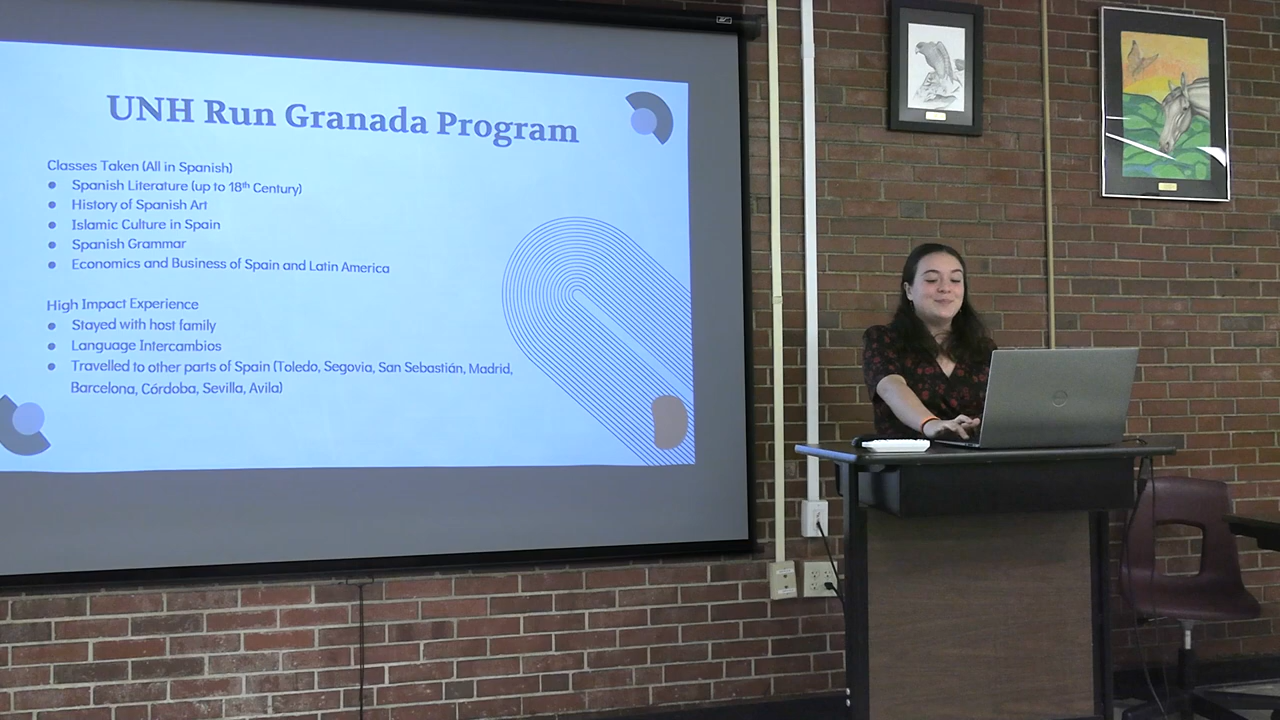 UNH Run Granada Program
Classes Taken (All in Spanish)
● Spanish Literature (up to 18th Century)
● History of Spanish Art
● Islamic Culture in Spain
● Spanish Grammar
● Economics and Business of Spain and Latin America
High Impact Experience
● Stayed with host family
● Language Intercambios
● Travelled to other parts of Spain (Toledo, Segovia, San Sebastián, Madrid,
Barcelona, Córdoba, Sevilla, Avila)